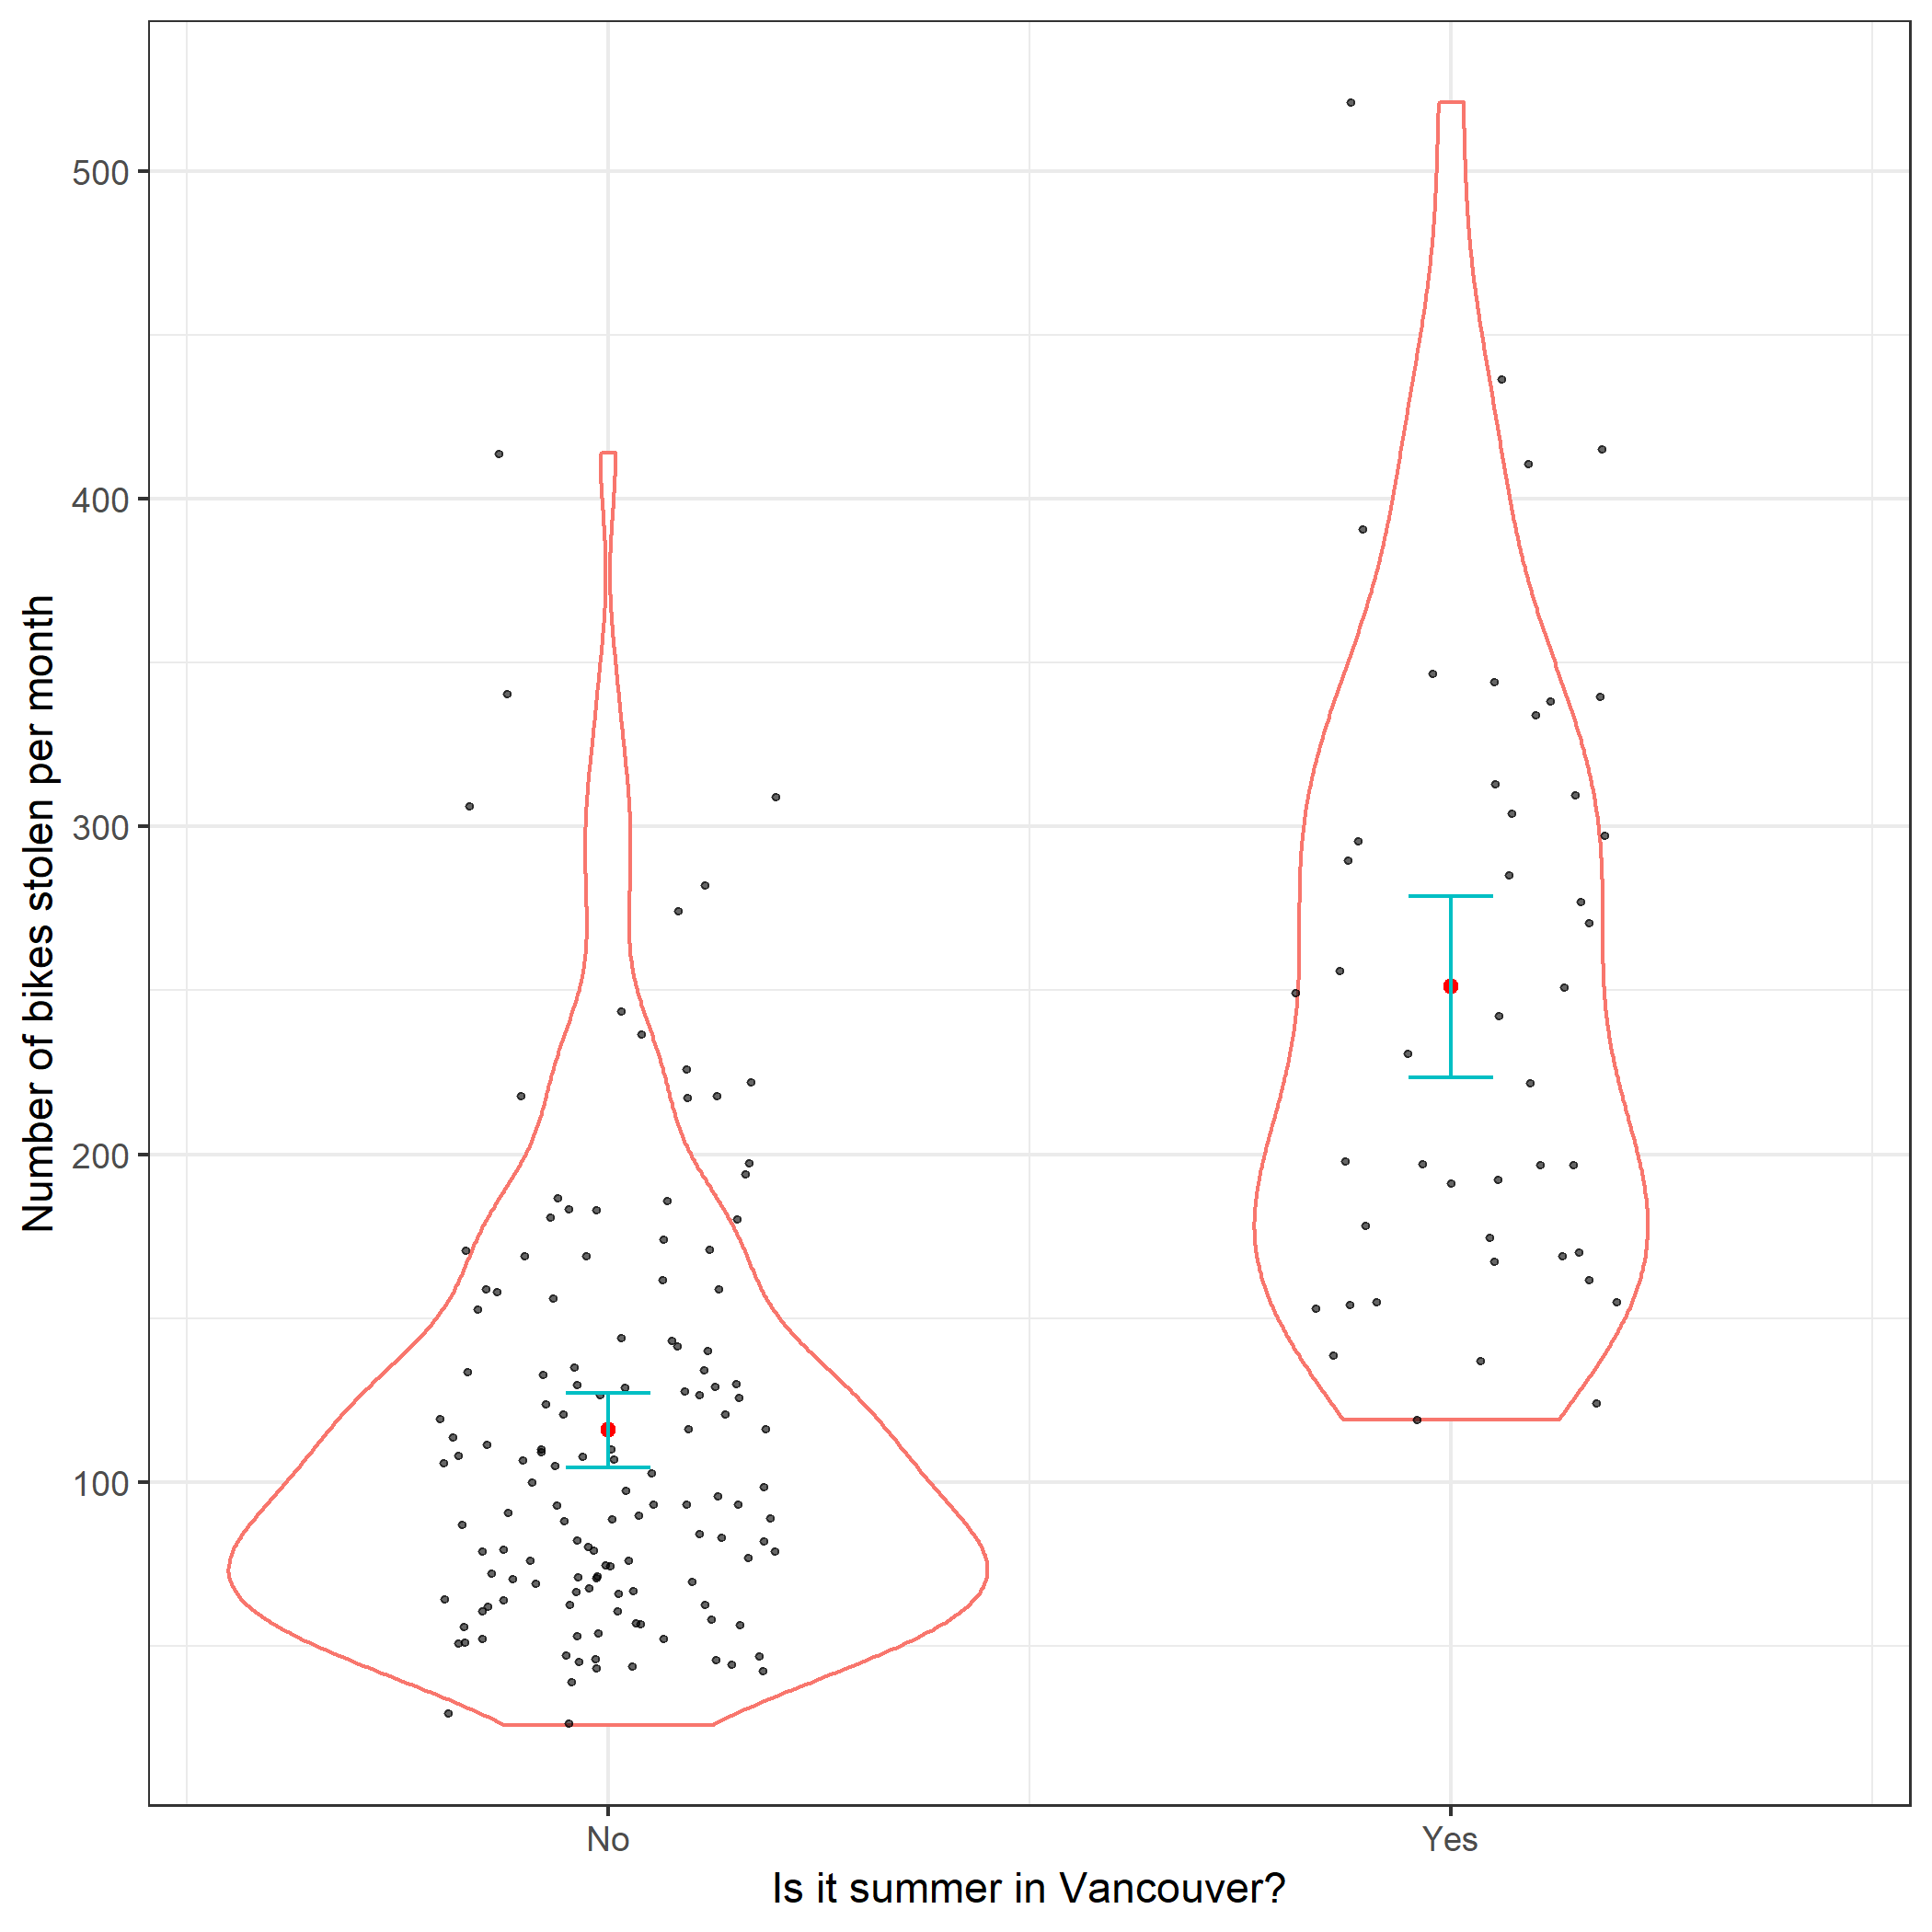 Number of bikes stolen per month
500
400
300
200
100
No
Yes
Is it summer in Vancouver?